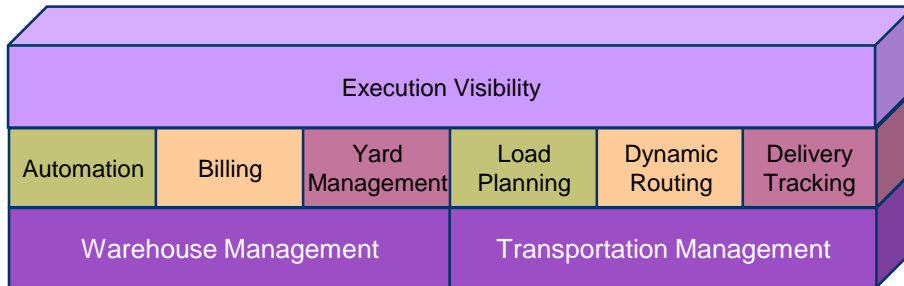 Execution Visibility
Automation
Billing
Yard
Management
Load
Planning
Dynamic
Routing
Delivery
Tracking
Warehouse Management
Transportation Management